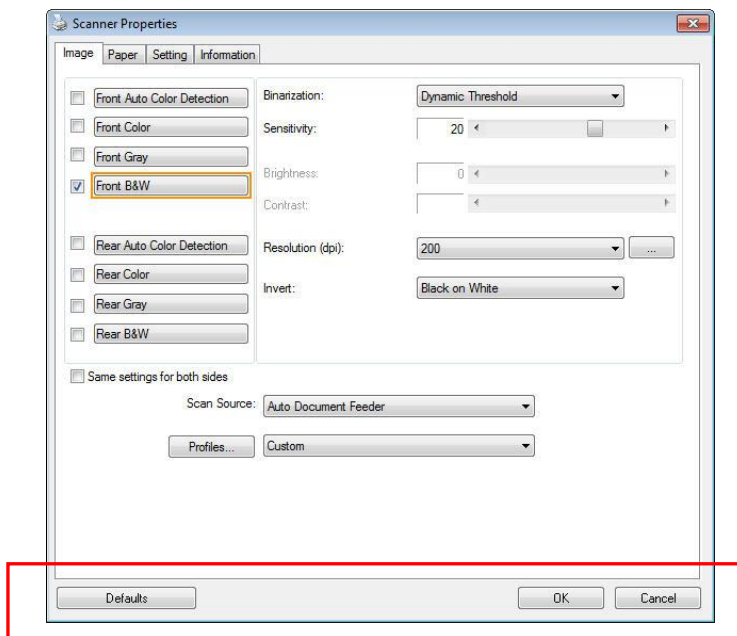 Scanner Properties
Image Paper Setting Information
Front Auto Color Detection
Front Color
Front Gray
Front B&W
Rear Auto Color Detection
Rear Color
Rear Gray
Rear B&W
Binarization: Dynamic Threshold
Sensitivity: 20
Brightness: 0
Contrast:
Resolution (dpi): 200 ...
Invert: Black on White
Same settings for both sides
Scan Source: Auto Document Feeder
Profiles... Custom
Defaults OK Cancel